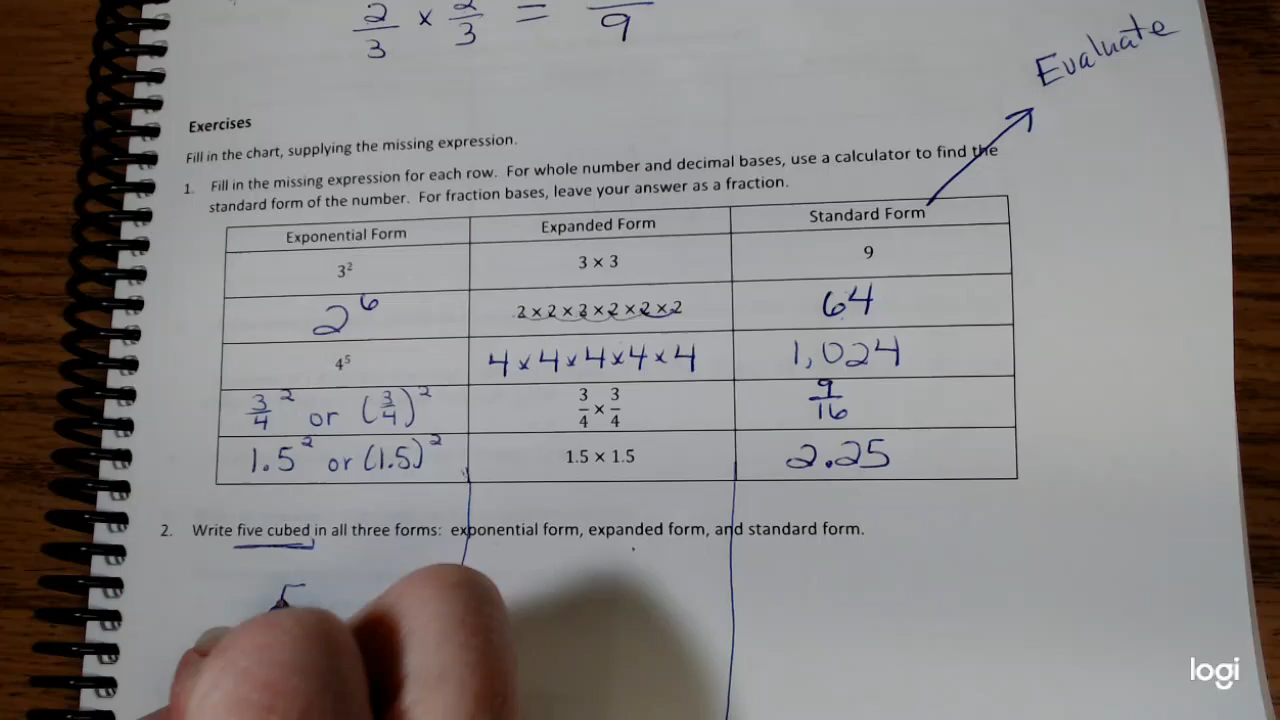 2/3 × 2/3 = /9
Evaluate
Exercises
Fill in the chart, supplying the missing expression.
1. Fill in the missing expression for each row. For whole number and decimal bases, use a calculator to find the
standard form of the number. For fraction bases, leave your answer as a fraction.
Exponential Form Expanded Form Standard Form
3² 3 × 3 9
2⁶ 2 × 2 × 2 × 2 × 2 × 2 64
4⁵ 4 × 4 × 4 × 4 × 4 1,024
3/4² or (3/4)² 3/4 × 3/4 9/16
1.5² or (1.5)² 1.5 × 1.5 2.25
2. Write five cubed in all three forms: exponential form, expanded form, and standard form.
logi